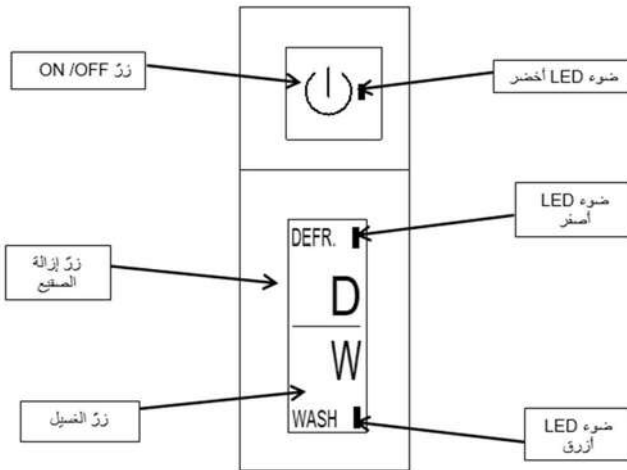 زرّ ON /OFF
ضوء LED أخضر
ضوء LED
أصفر
DEFR.
زرّ إزالة
الصقيع
D
W
زرّ الغسيل
WASH
ضوء LED
أزرق